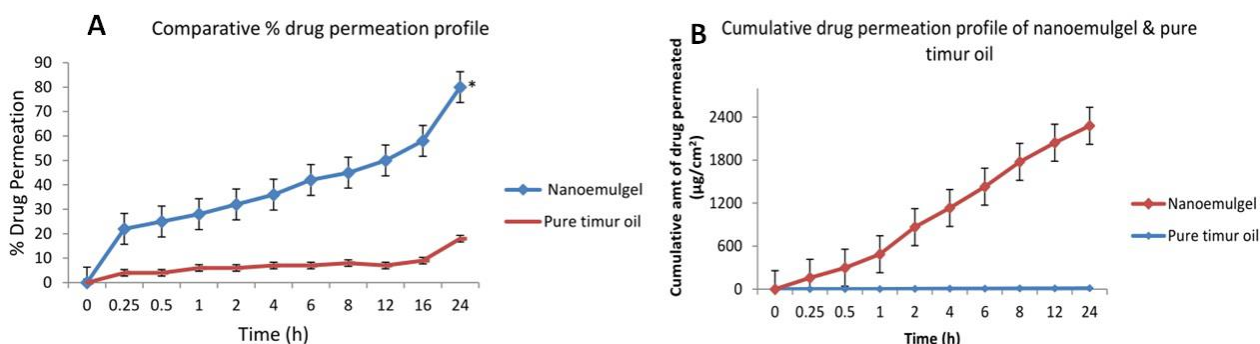 A
Comparative % drug permeation profile
% Drug Permeation
90
80
70
60
50
40
30
20
10
0
*
0 0.25 0.5 1 2 4 6 8 12 16 24
Time (h)
Nanoemulgel
Pure timur oil
B
Cumulative drug permeation profile of nanoemulgel & pure
timur oil
Cumulative amt of drug permeated
(µg/cm²)
2400
1800
1200
600
0
0 0.25 0.5 1 2 4 6 8 12 24
Time (h)
Nanoemulgel
Pure timur oil